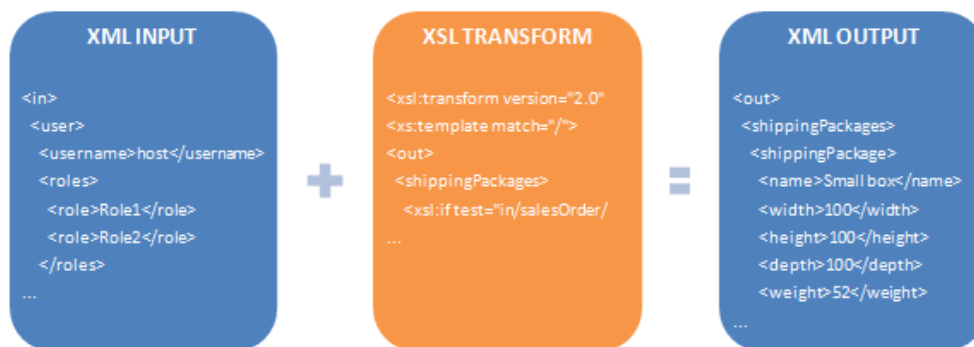 XML INPUT
<in>
<user>
<username>host</username>
<roles>
<role>Role1</role>
<role>Role2</role>
</roles>
...
+
XSL TRANSFORM
<xsl:transform version="2.0"
<xs:template match="/">
<out>
<shippingPackages>
<xsl:if test="in/salesOrder/
...
=
XML OUTPUT
<out>
<shippingPackages>
<shippingPackage>
<name>Small box</name>
<width>100</width>
<height>100</height>
<depth>100</depth>
<weight>52</weight>
...